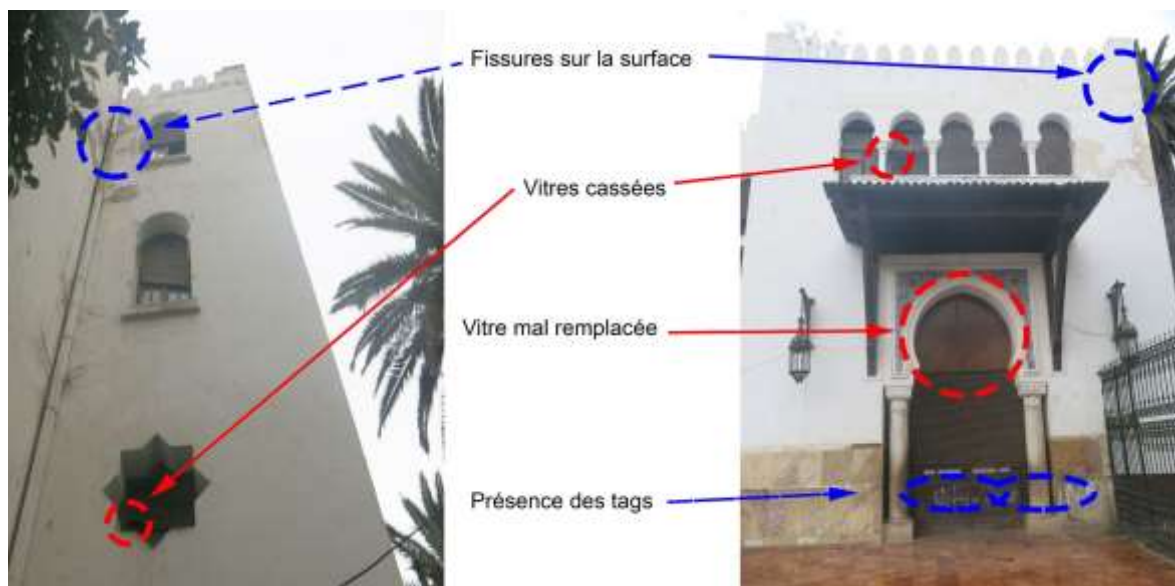 Fissures sur la surface
Vitres cassées
Vitre mal remplacée
Présence des tags